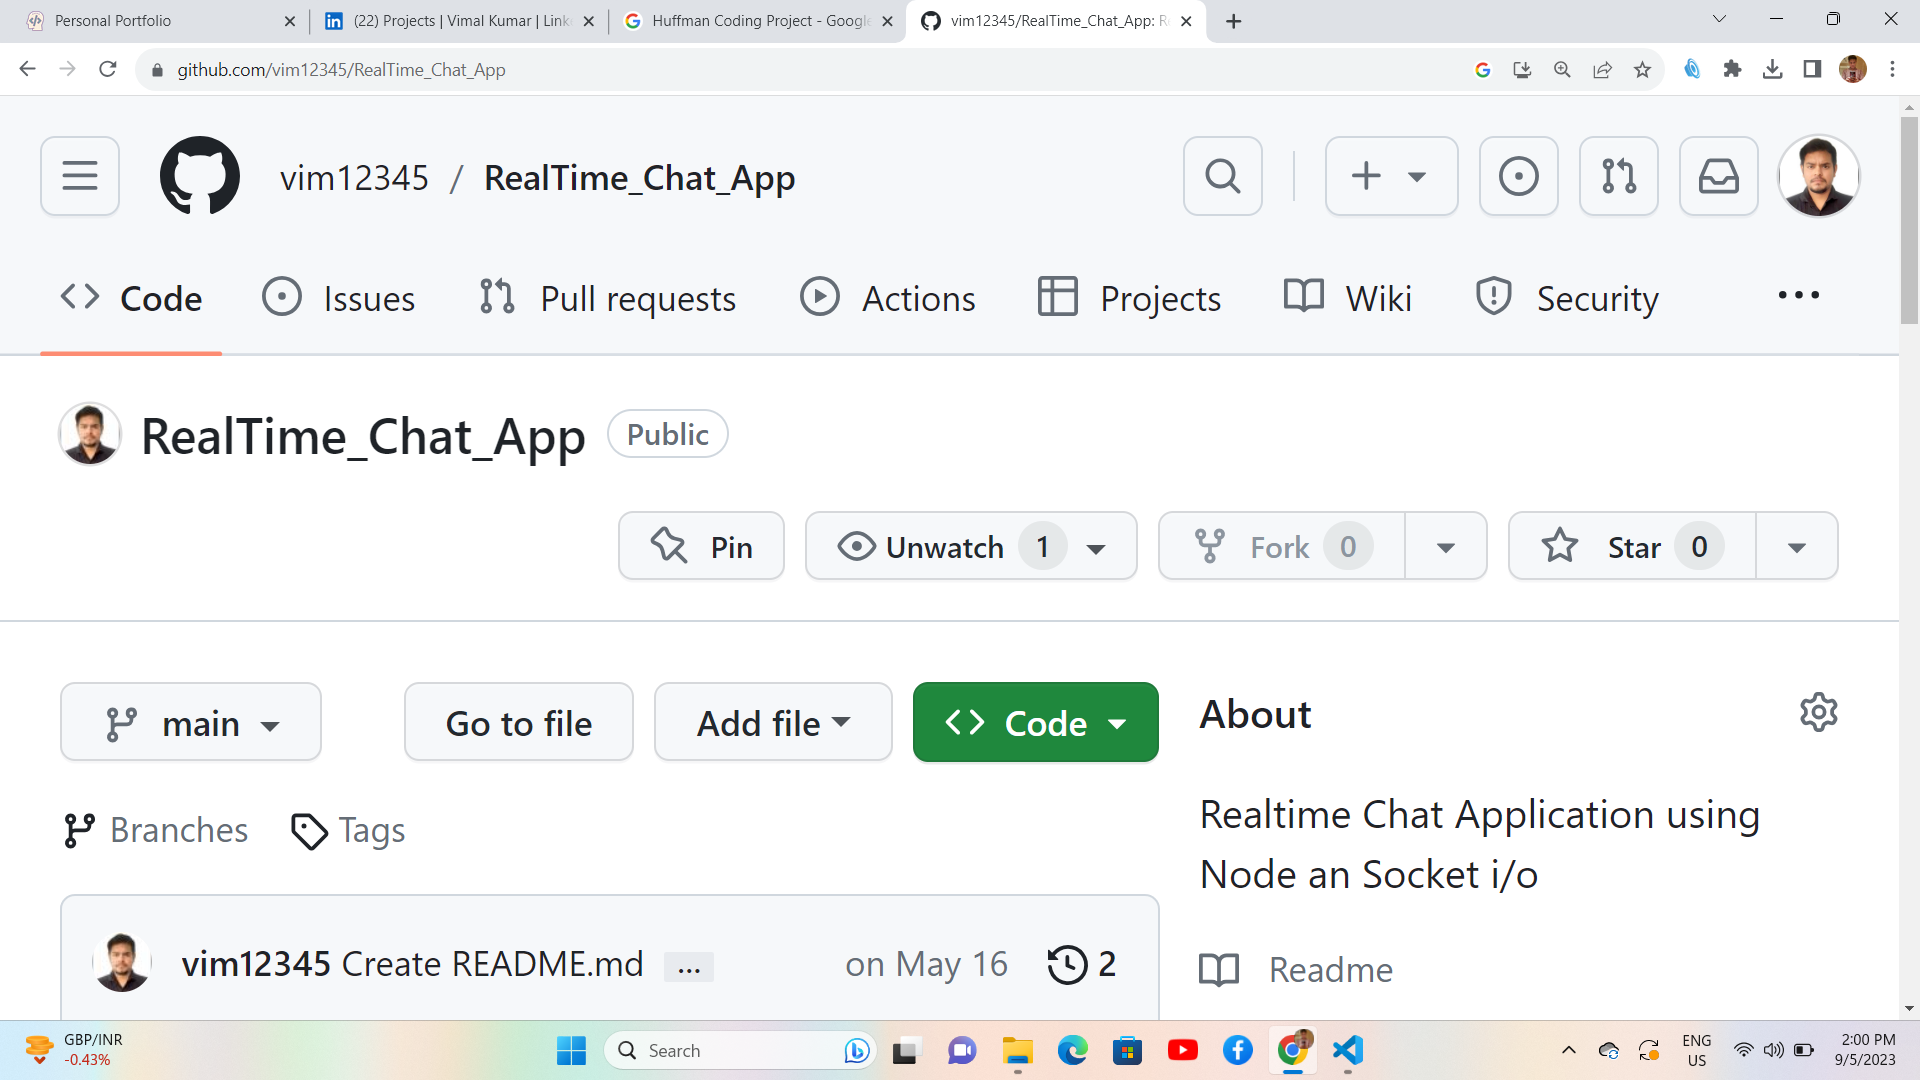 Personal Portfolio
(22) Projects | Vimal Kumar | Link
Huffman Coding Project - Google
vim12345/RealTime_Chat_App: R
github.com/vim12345/RealTime_Chat_App
vim12345 / RealTime_Chat_App
Code Issues Pull requests Actions Projects Wiki Security
RealTime_Chat_App Public
Pin Unwatch 1 Fork 0 Star 0
main Go to file Add file Code
Branches Tags
vim12345 Create README.md ... on May 16 2
About
Realtime Chat Application using
Node an Socket i/o
Readme
GBP/INR
-0.43%
Search
ENG
US
2:00 PM
9/5/2023